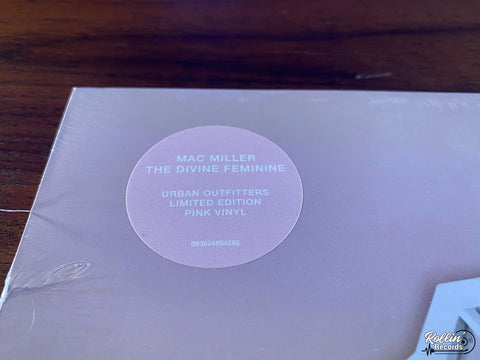 MAC MILLER
THE DIVINE FEMININE
URBAN OUTFITTERS
LIMITED EDITION
PINK VINYL
093624894285
Rollin'
Records